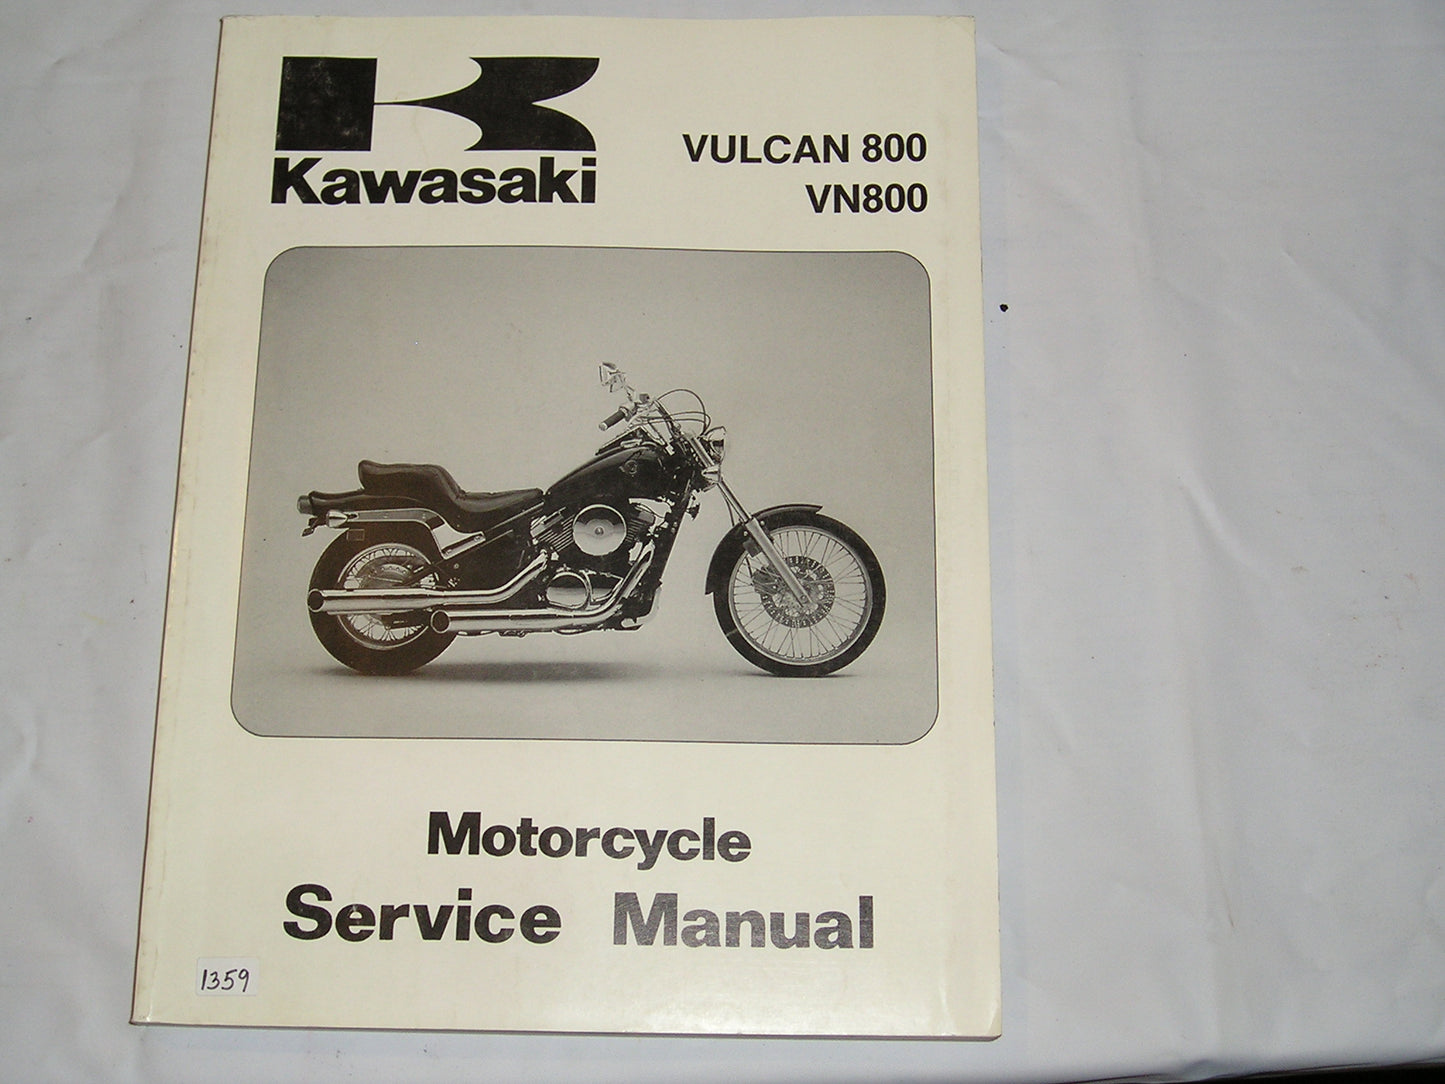 Kawasaki
VULCAN 800
VN800
Motorcycle
Service Manual
1359